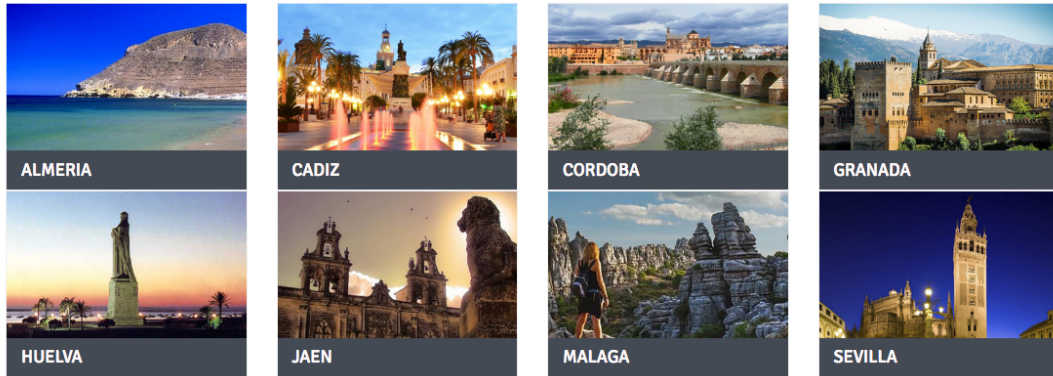 ALMERIA
CADIZ
CORDOBA
GRANADA
HUELVA
JAEN
MALAGA
SEVILLA